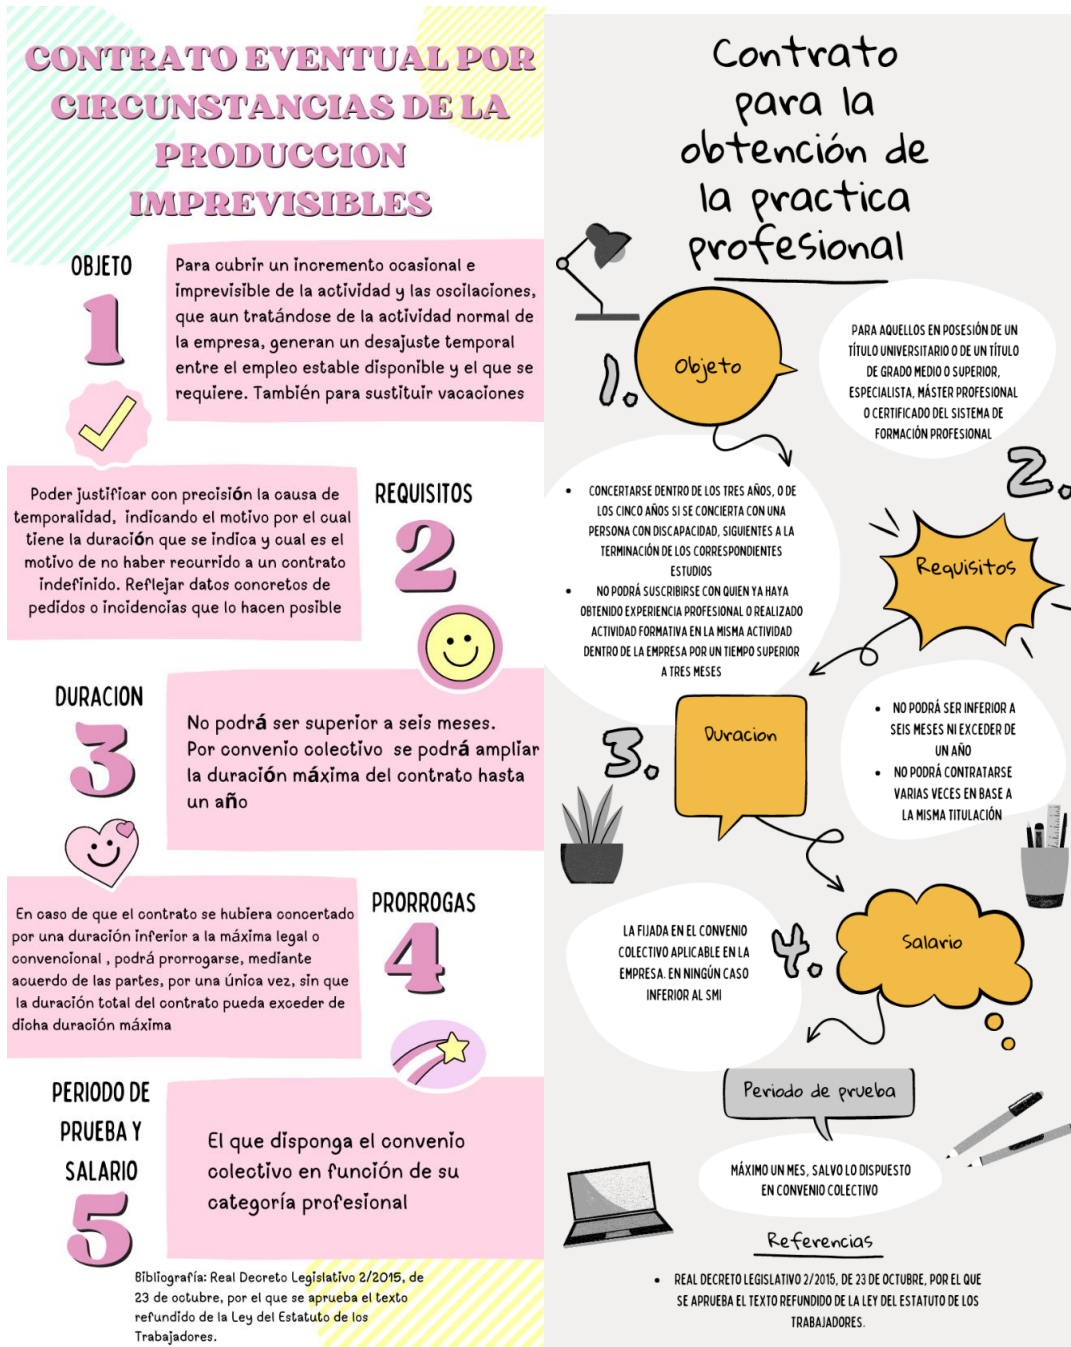 CONTRATO EVENTUAL POR
CIRCUNSTANCIAS DE LA
PRODUCCION
IMPREVISIBLES
OBJETO
1
Para cubrir un incremento ocasional e
imprevisible de la actividad y las oscilaciones,
que aun tratándose de la actividad normal de
la empresa, generan un desajuste temporal
entre el empleo estable disponible y el que se
requiere. También para sustituir vacaciones
Poder justificar con precisión la causa de
temporalidad, indicando el motivo por el cual
tiene la duración que se indica y cual es el
motivo de no haber recurrido a un contrato
indefinido. Reflejar datos concretos de
pedidos o incidencias que lo hacen posible
REQUISITOS
2
DURACION
3
No podrá ser superior a seis meses.
Por convenio colectivo se podrá ampliar
la duración máxima del contrato hasta
un año
En caso de que el contrato se hubiera concertado
por una duración inferior a la máxima legal o
convencional , podrá prorrogarse, mediante
acuerdo de las partes, por una única vez, sin que
la duración total del contrato pueda exceder de
dicha duración máxima
PRORROGAS
4
PERIODO DE
PRUEBA Y
SALARIO
5
El que disponga el convenio
colectivo en función de su
categoría profesional
Bibliografía: Real Decreto Legislativo 2/2015, de
23 de octubre, por el que se aprueba el texto
refundido de la Ley del Estatuto de los
Trabajadores.
Contrato
para la
obtención de
la practica
profesional
1.
Objeto
PARA AQUELLOS EN POSESIÓN DE UN
TÍTULO UNIVERSITARIO O DE UN TÍTULO
DE GRADO MEDIO O SUPERIOR,
ESPECIALISTA, MÁSTER PROFESIONAL
O CERTIFICADO DEL SISTEMA DE
FORMACIÓN PROFESIONAL
2.
Requisitos
• CONCERTARSE DENTRO DE LOS TRES AÑOS, O DE
LOS CINCO AÑOS SI SE CONCIERTA CON UNA
PERSONA CON DISCAPACIDAD, SIGUIENTES A LA
TERMINACIÓN DE LOS CORRESPONDIENTES
ESTUDIOS
• NO PODRÁ SUSCRIBIRSE CON QUIEN YA HAYA
OBTENIDO EXPERIENCIA PROFESIONAL O REALIZADO
ACTIVIDAD FORMATIVA EN LA MISMA ACTIVIDAD
DENTRO DE LA EMPRESA POR UN TIEMPO SUPERIOR
A TRES MESES
3.
Duracion
• NO PODRÁ SER INFERIOR A
SEIS MESES NI EXCEDER DE
UN AÑO
• NO PODRÁ CONTRATARSE
VARIAS VECES EN BASE A
LA MISMA TITULACIÓN
4.
Salario
LA FIJADA EN EL CONVENIO
COLECTIVO APLICABLE EN LA
EMPRESA. EN NINGÚN CASO
INFERIOR AL SMI
Periodo de prueba
MÁXIMO UN MES, SALVO LO DISPUESTO
EN CONVENIO COLECTIVO
Referencias
• REAL DECRETO LEGISLATIVO 2/2015, DE 23 DE OCTUBRE, POR EL QUE
SE APRUEBA EL TEXTO REFUNDIDO DE LA LEY DEL ESTATUTO DE LOS
TRABAJADORES.